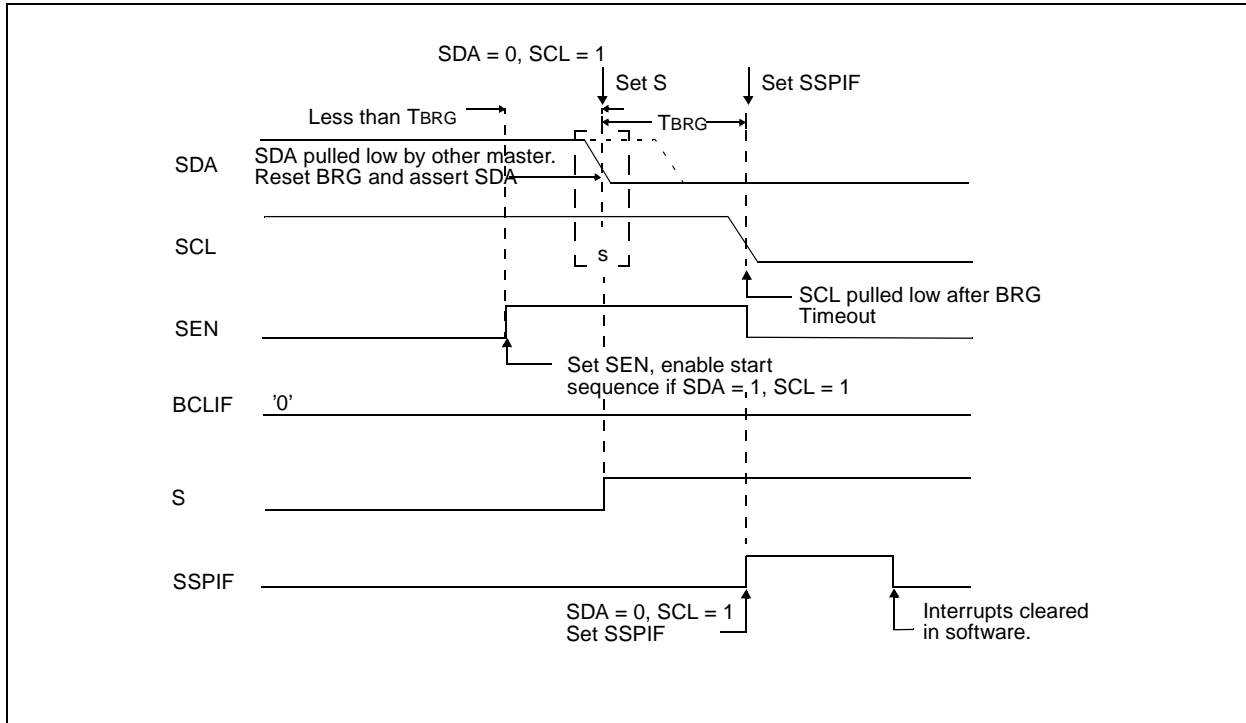 SDA = 0, SCL = 1
Set S
Set SSPIF
Less than TBRG
TBRG
SDA
SDA pulled low by other master.
Reset BRG and assert SDA
SCL
s
SCL pulled low after BRG
Timeout
SEN
Set SEN, enable start
sequence if SDA = 1, SCL = 1
BCLIF
'0'
S
SSPIF
SDA = 0, SCL = 1
Set SSPIF
Interrupts cleared
in software.